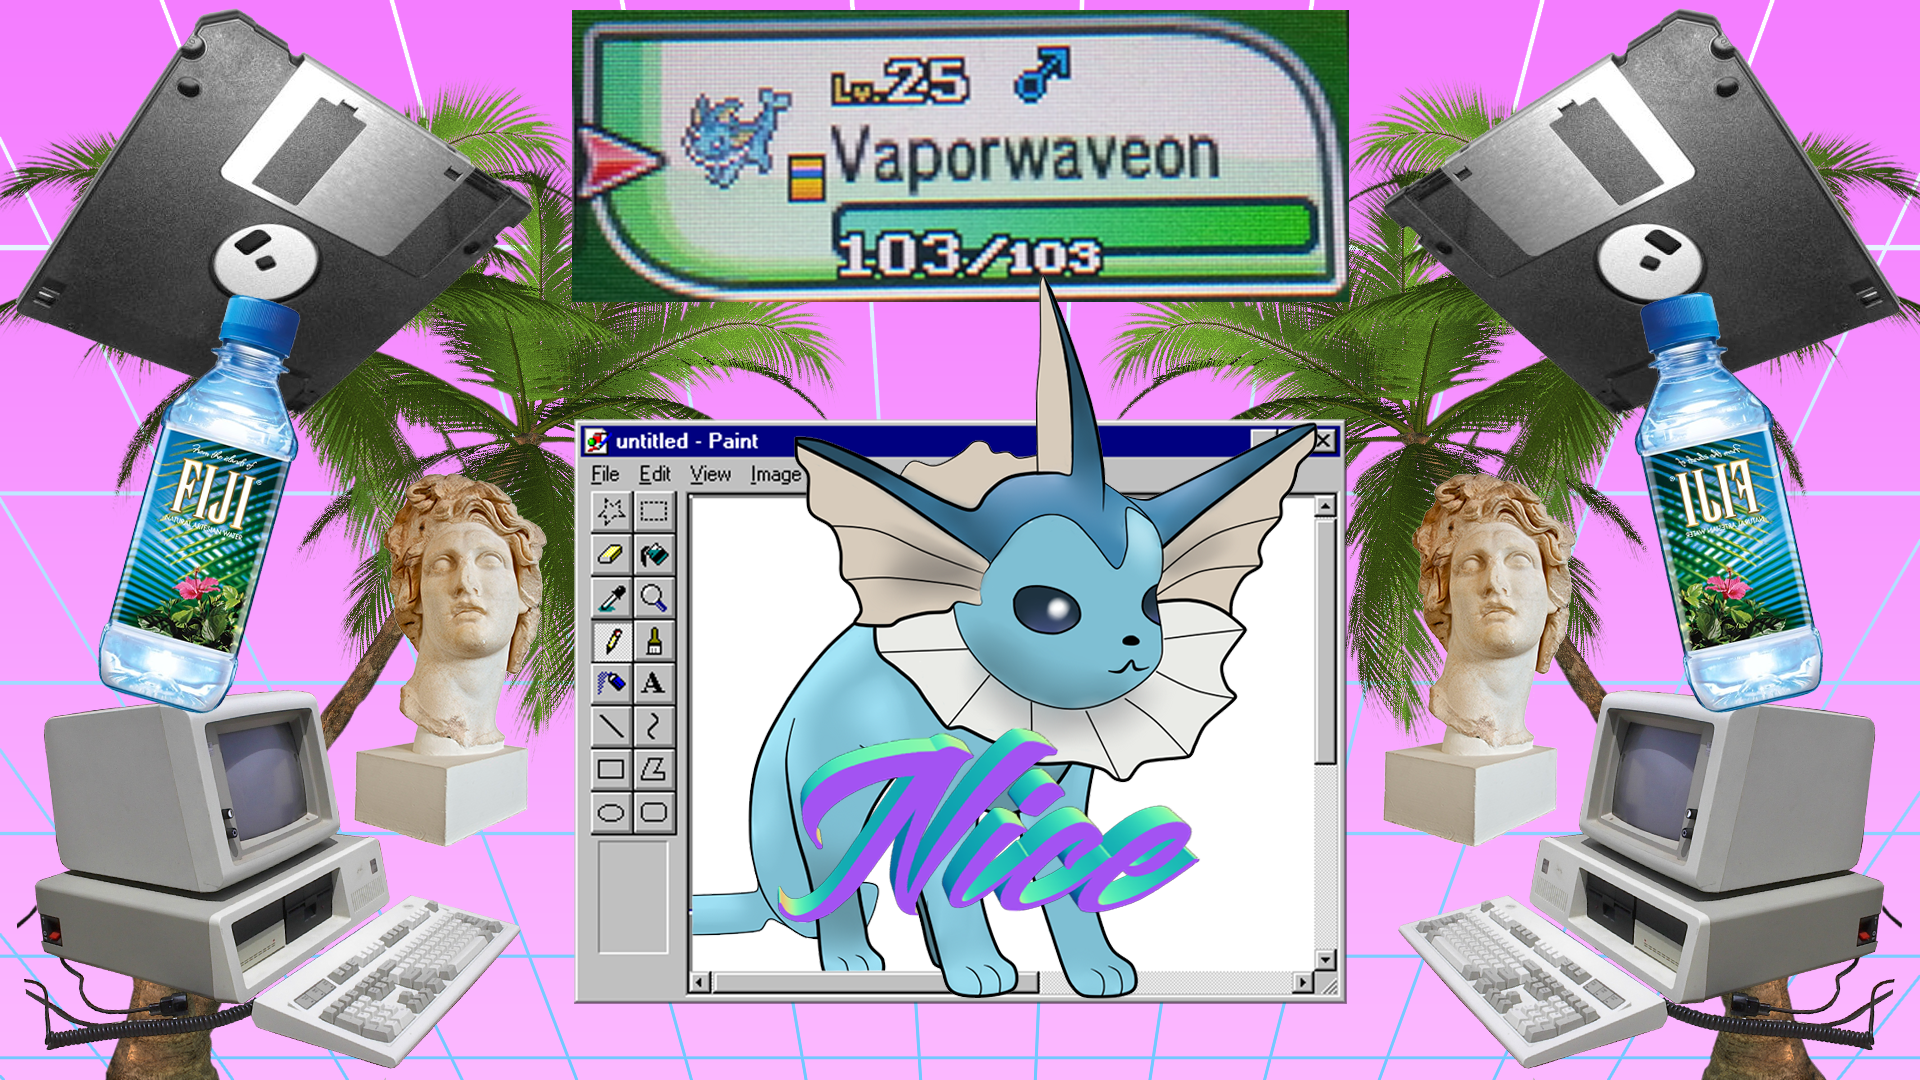 Lv.25 ♂
Vaporwaveon
103/103
untitled - Paint
File Edit View Image
A
From the islands of
FIJI
NATURAL ARTESIAN WATER
From the islands of
FIJI
NATURAL ARTESIAN WATER
Nice